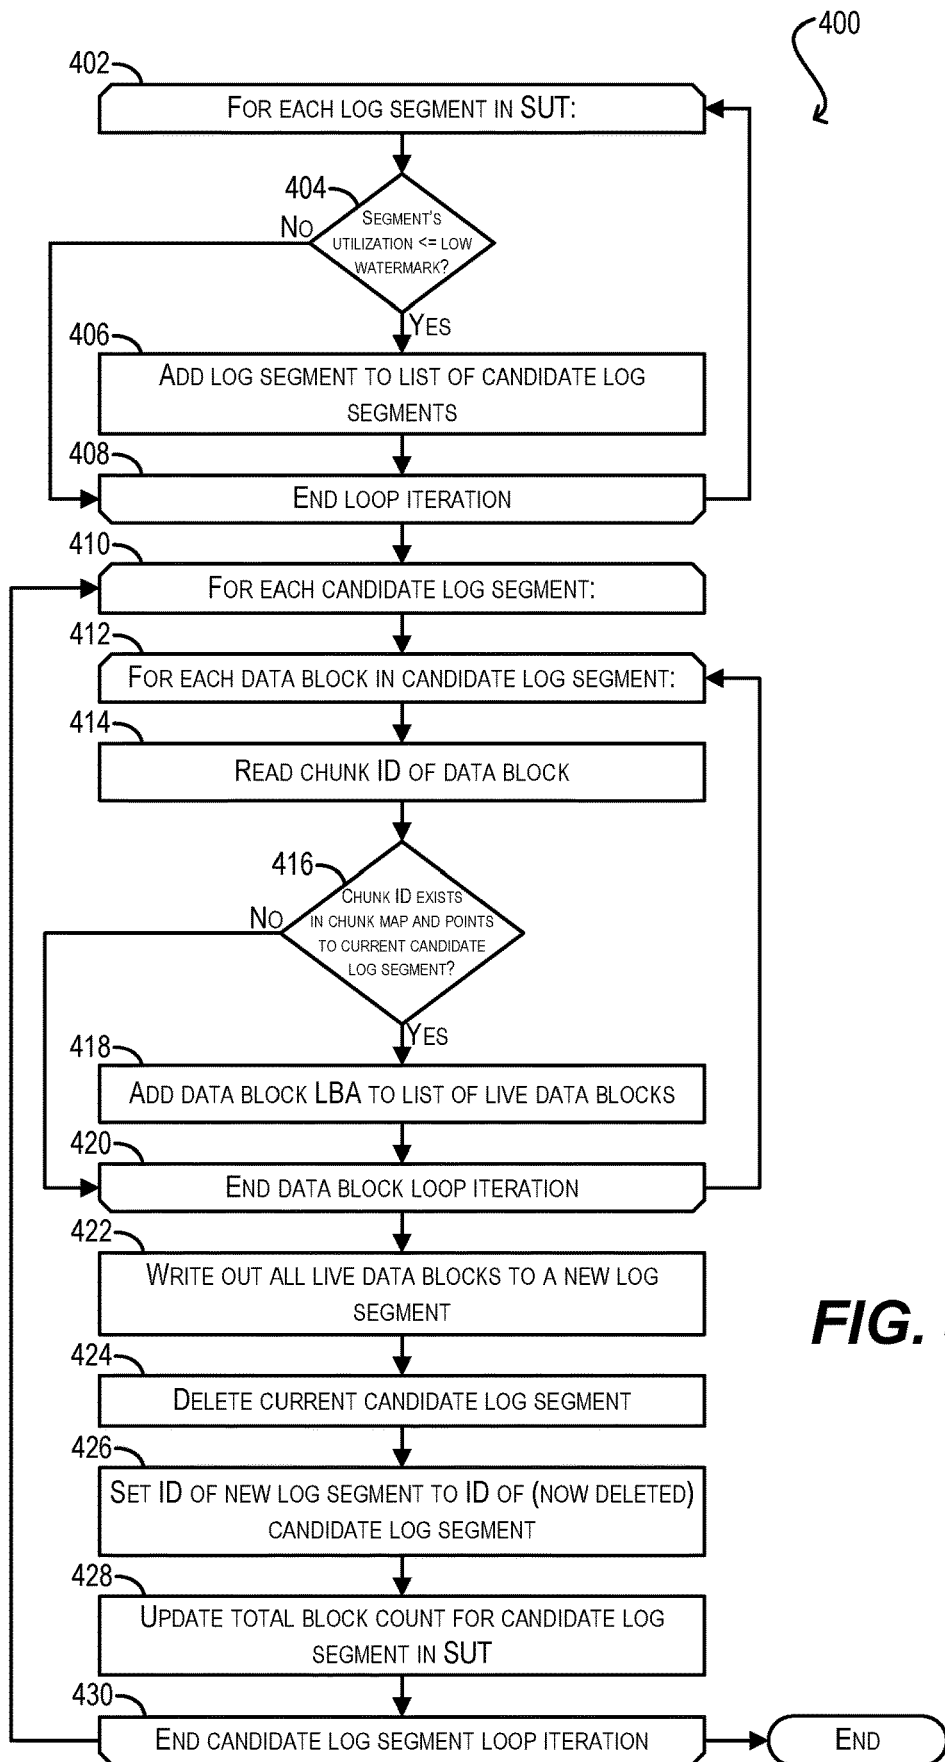 400
402
FOR EACH LOG SEGMENT IN SUT:
404
NO
SEGMENT'S
UTILIZATION <= LOW
WATERMARK?
YES
406
ADD LOG SEGMENT TO LIST OF CANDIDATE LOG
SEGMENTS
408
END LOOP ITERATION
410
FOR EACH CANDIDATE LOG SEGMENT:
412
FOR EACH DATA BLOCK IN CANDIDATE LOG SEGMENT:
414
READ CHUNK ID OF DATA BLOCK
416
NO
CHUNK ID EXISTS
IN CHUNK MAP AND POINTS
TO CURRENT CANDIDATE
LOG SEGMENT?
YES
418
ADD DATA BLOCK LBA TO LIST OF LIVE DATA BLOCKS
420
END DATA BLOCK LOOP ITERATION
422
WRITE OUT ALL LIVE DATA BLOCKS TO A NEW LOG
SEGMENT
FIG.
424
DELETE CURRENT CANDIDATE LOG SEGMENT
426
SET ID OF NEW LOG SEGMENT TO ID OF (NOW DELETED)
CANDIDATE LOG SEGMENT
428
UPDATE TOTAL BLOCK COUNT FOR CANDIDATE LOG
SEGMENT IN SUT
430
END CANDIDATE LOG SEGMENT LOOP ITERATION
END